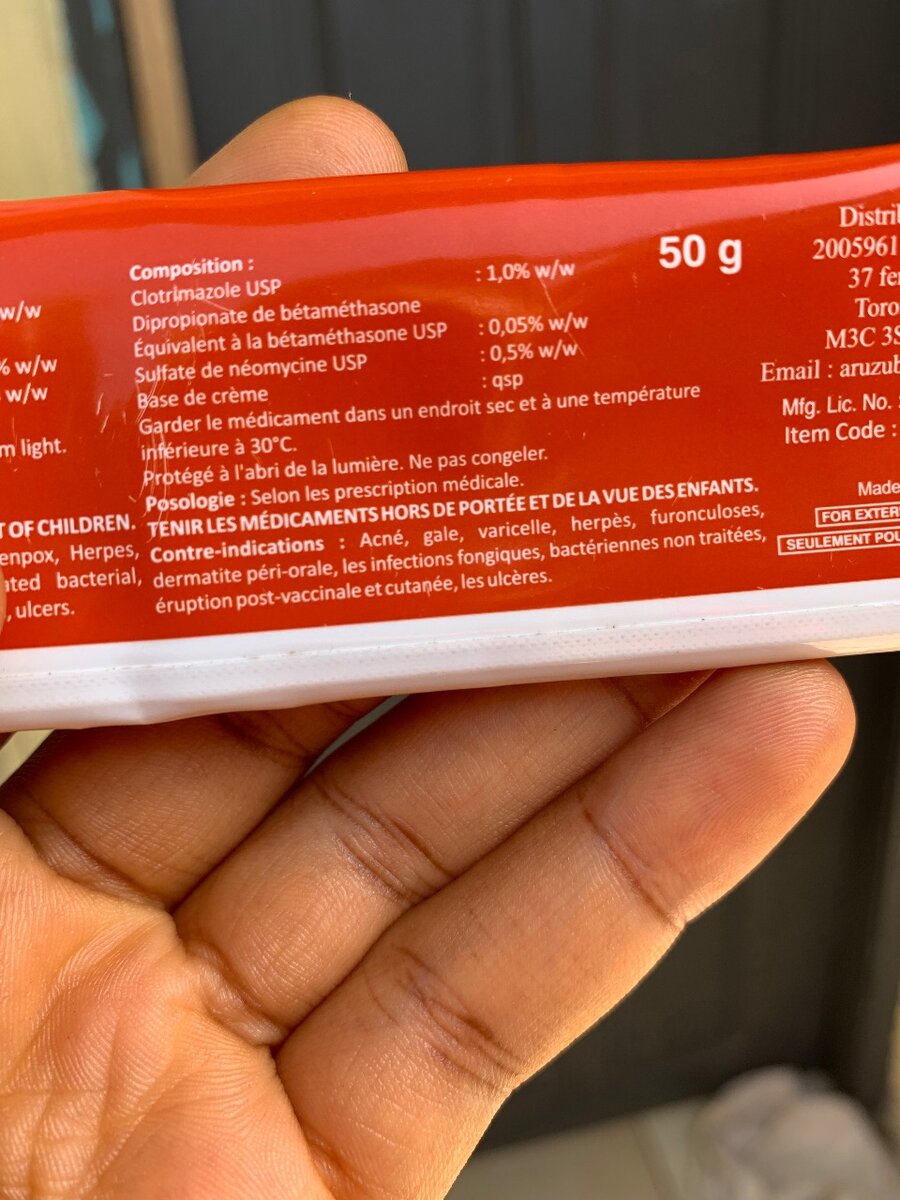 w/w
% w/w
w/w
m light.
T OF CHILDREN.
enpox, Herpes,
ated bacterial,
, ulcers.
Composition :
Clotrimazole USP : 1,0% w/w
Dipropionate de bétaméthasone
Équivalent à la bétaméthasone USP : 0,05% w/w
Sulfate de néomycine USP : 0,5% w/w
Base de crème : qsp
Garder le médicament dans un endroit sec et à une température
inférieure à 30°C.
Protégé à l'abri de la lumière. Ne pas congeler.
Posologie : Selon les prescription médicale.
TENIR LES MÉDICAMENTS HORS DE PORTÉE ET DE LA VUE DES ENFANTS.
Contre-indications : Acné, gale, varicelle, herpès, furonculoses,
dermatite péri-orale, les infections fongiques, bactériennes non traitées,
éruption post-vaccinale et cutanée, les ulcères.
50 g
Distrib
2005961
37 fe
Toro
M3C 3S
Email : aruzub
Mfg. Lic. No. :
Item Code :
Made
FOR EXTER
SEULEMENT POU